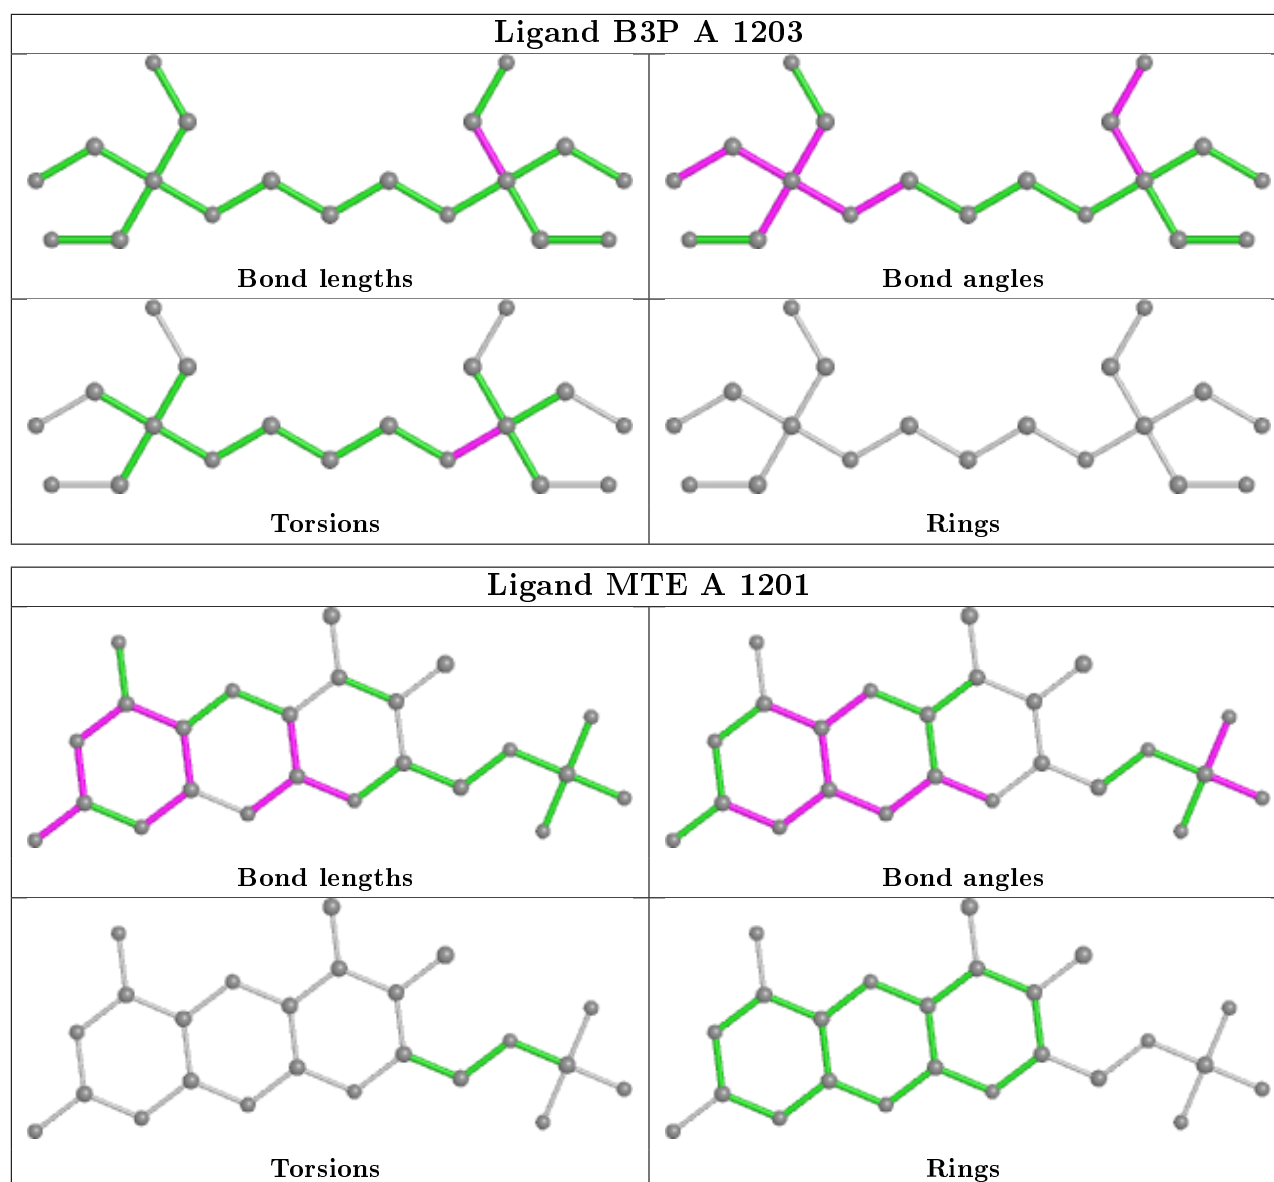 Ligand B3P A 1203
Bond lengths
Bond angles
Torsions
Rings
Ligand MTE A 1201
Bond lengths
Bond angles
Torsions
Rings